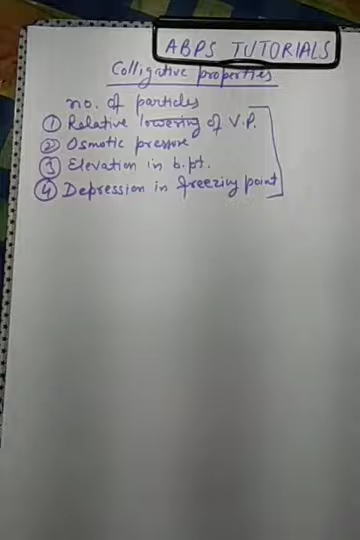 ABPS TUTORIALS
Colligative properties
no. of particles
① Relative lowering of V.P.
② Osmotic pressure
③ Elevation in b.pt.
④ Depression in freezing point